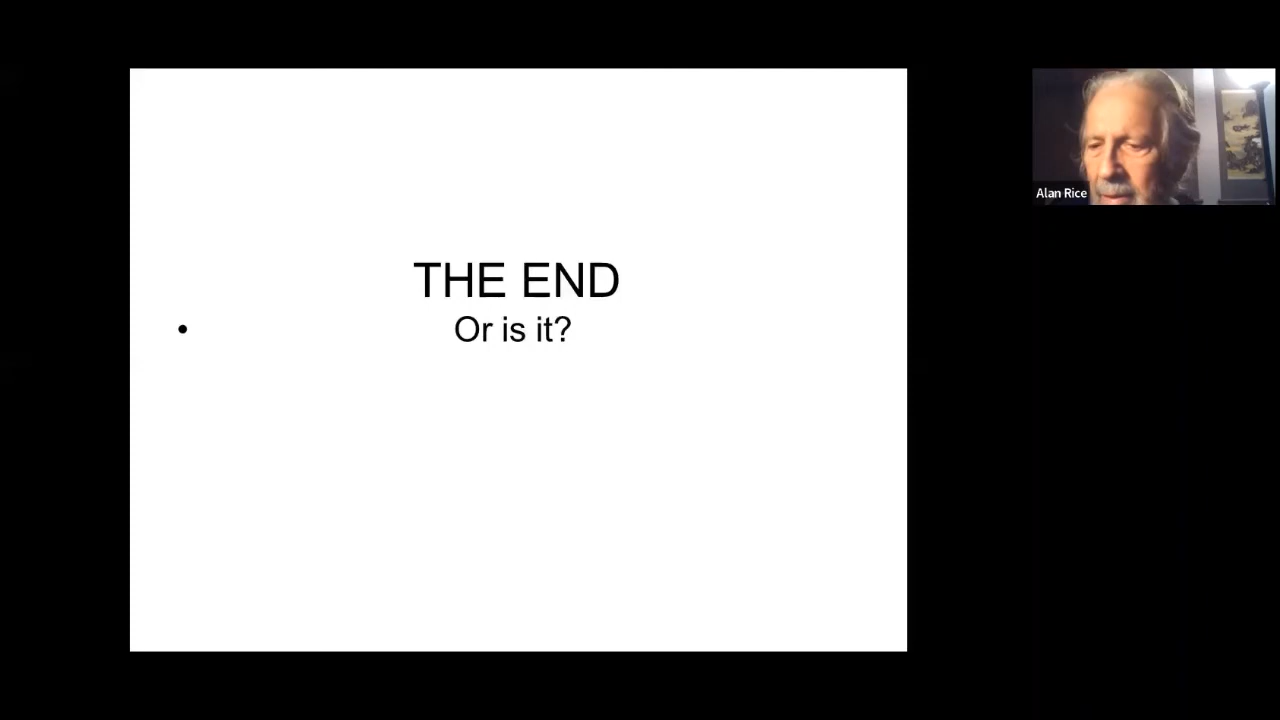 THE END
• Or is it?
Alan Rice